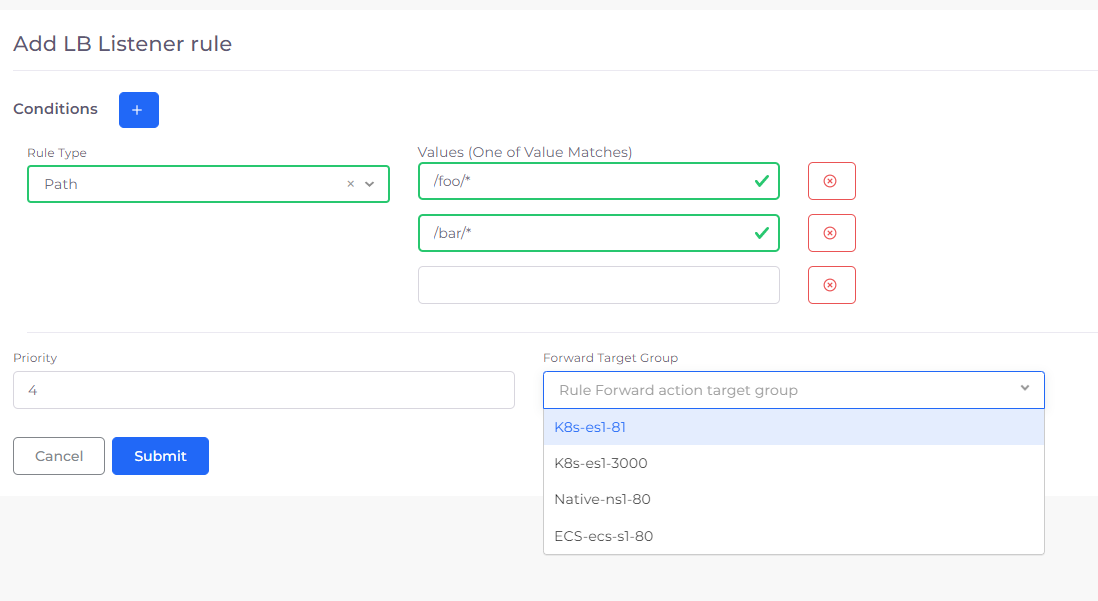 Add LB Listener rule
Conditions +
Rule Type
Path
Values (One of Value Matches)
/foo/*
/bar/*
Priority
4
Forward Target Group
Rule Forward action target group
K8s-es1-81
K8s-es1-3000
Native-ns1-80
ECS-ecs-s1-80
Cancel
Submit